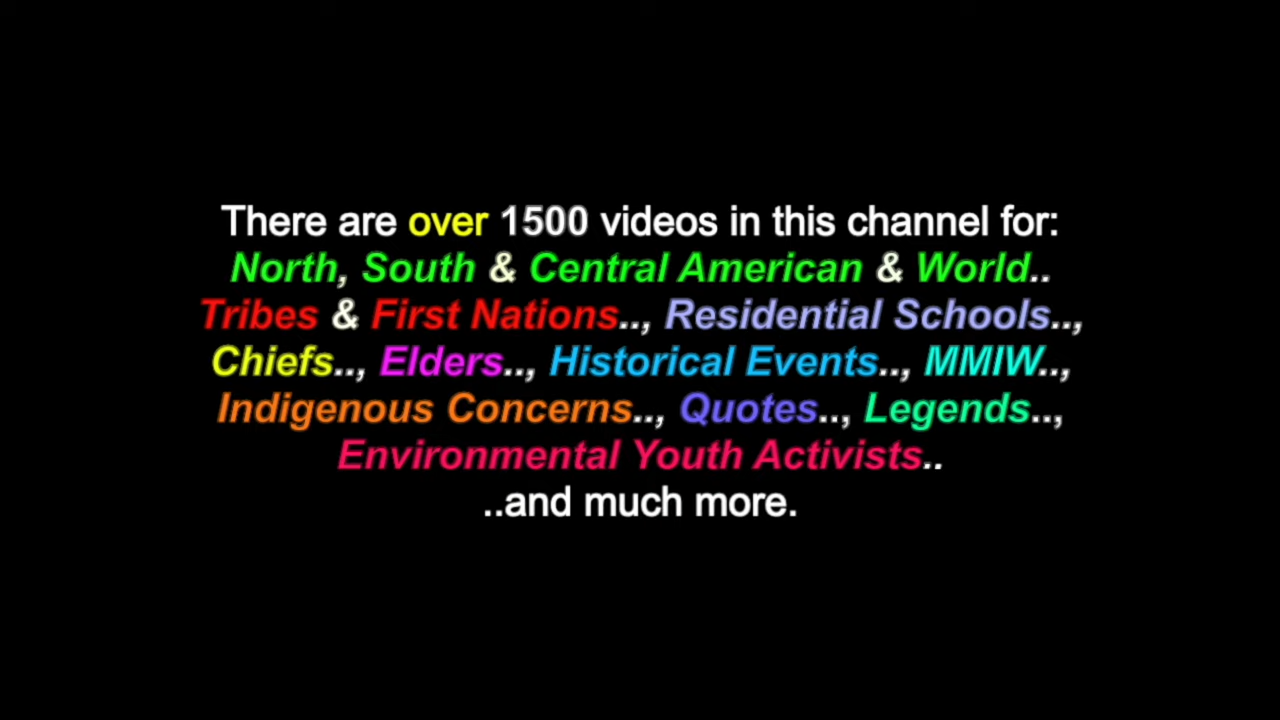 There are over 1500 videos in this channel for:
North, South & Central American & World..
Tribes & First Nations.., Residential Schools..,
Chiefs.., Elders.., Historical Events.., MMIW..,
Indigenous Concerns.., Quotes.., Legends..,
Environmental Youth Activists..
..and much more.